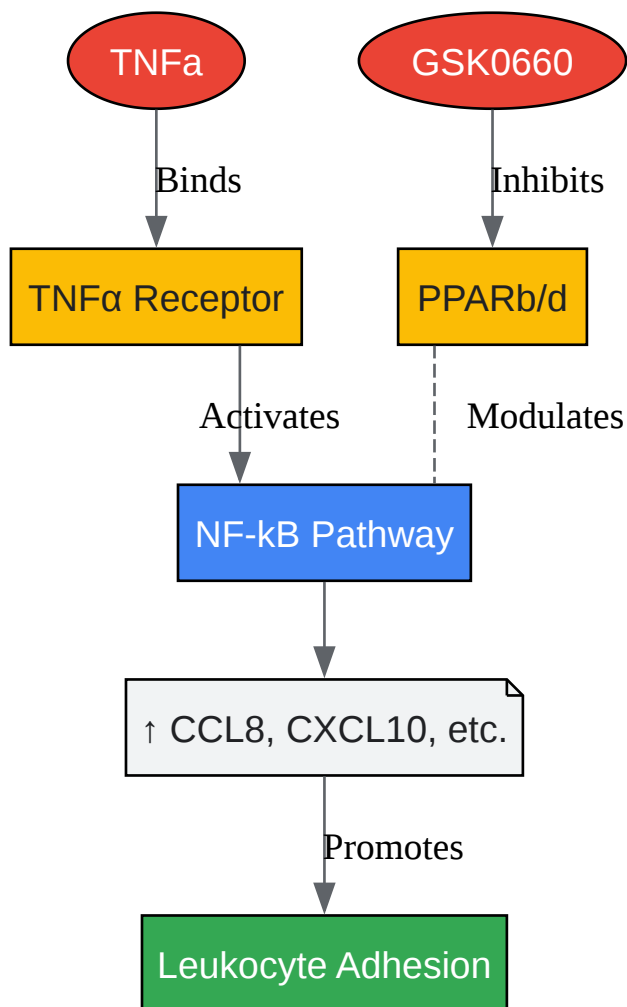 TNFa
GSK0660
Binds
Inhibits
TNFα Receptor
PPARb/d
Activates
Modulates
NF-kB Pathway
↑ CCL8, CXCL10, etc.
Promotes
Leukocyte Adhesion